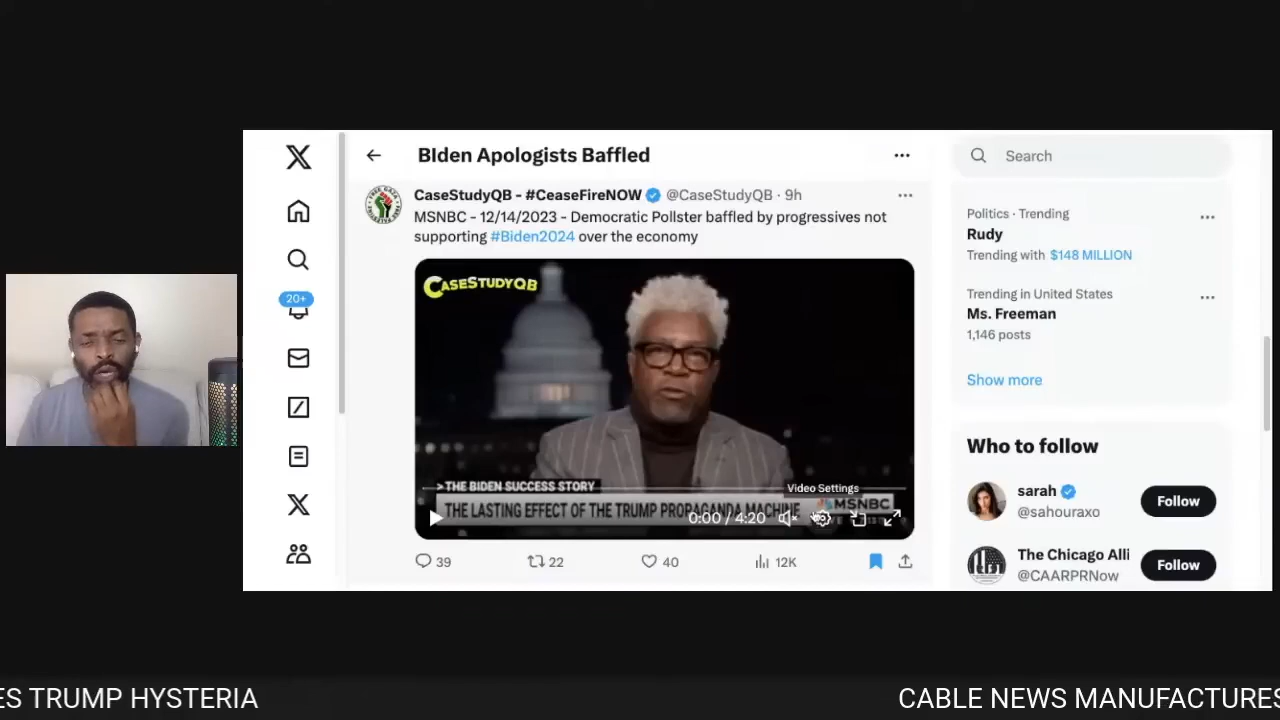 BIden Apologists Baffled
Search
CaseStudyQB - #CeaseFireNOW @CaseStudyQB · 9h
MSNBC - 12/14/2023 - Democratic Pollster baffled by progressives not
supporting #Biden2024 over the economy
CASESTUDYQB
>THE BIDEN SUCCESS STORY
Video Settings
THE LASTING EFFECT OF THE TRUMP PROPAGANDA MACHINE
MSNBC
0:00 / 4:20
39
22
40
12K
20+
Politics · Trending
Rudy
Trending with $148 MILLION
Trending in United States
Ms. Freeman
1,146 posts
Show more
Who to follow
sarah
@sahouraxo
Follow
The Chicago Alli
@CAARPRNow
Follow
ES TRUMP HYSTERIA
CABLE NEWS MANUFACTURES